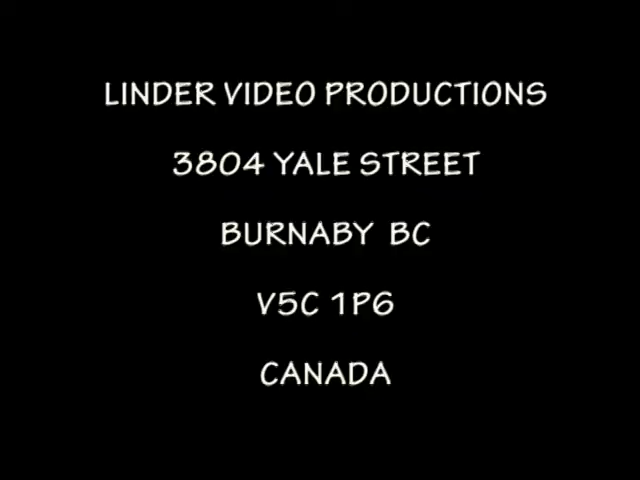 LINDER VIDEO PRODUCTIONS
3804 YALE STREET
BURNABY BC
V5C 1P6
CANADA